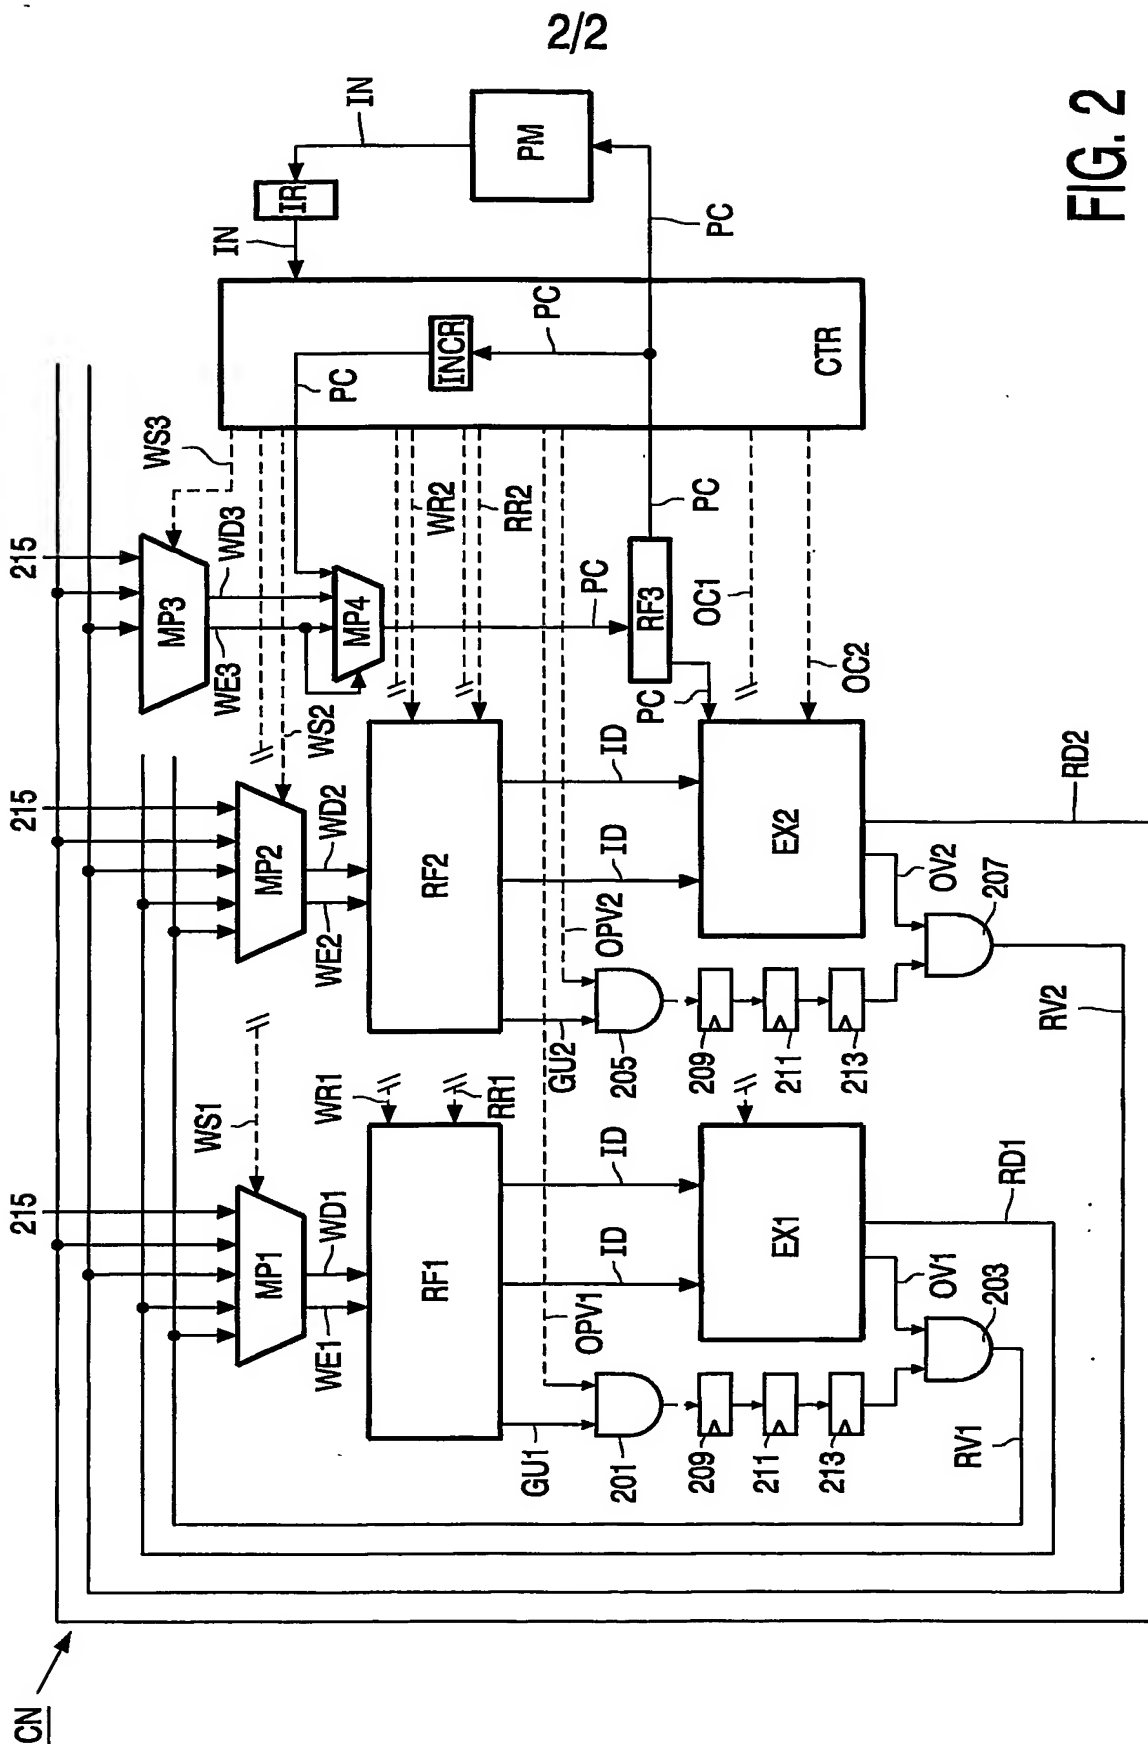 2/2
CN
215
215
215
WS1
WS2
WS3
MP1
MP2
MP3
WE1
WD1
WE2
WD2
WE3
WD3
MP4
PC
IN
IR
IN
INCR
PC
PM
WR1
RR1
WR2
RR2
RF1
RF2
PC
RF3
PC
PC
PC
CTR
GU1
OPV1
ID
ID
GU2
OPV2
ID
ID
OC1
OC2
201
205
209
211
213
209
211
213
EX1
EX2
OV1
203
RD1
RV1
OV2
207
RD2
RV2
FIG. 2